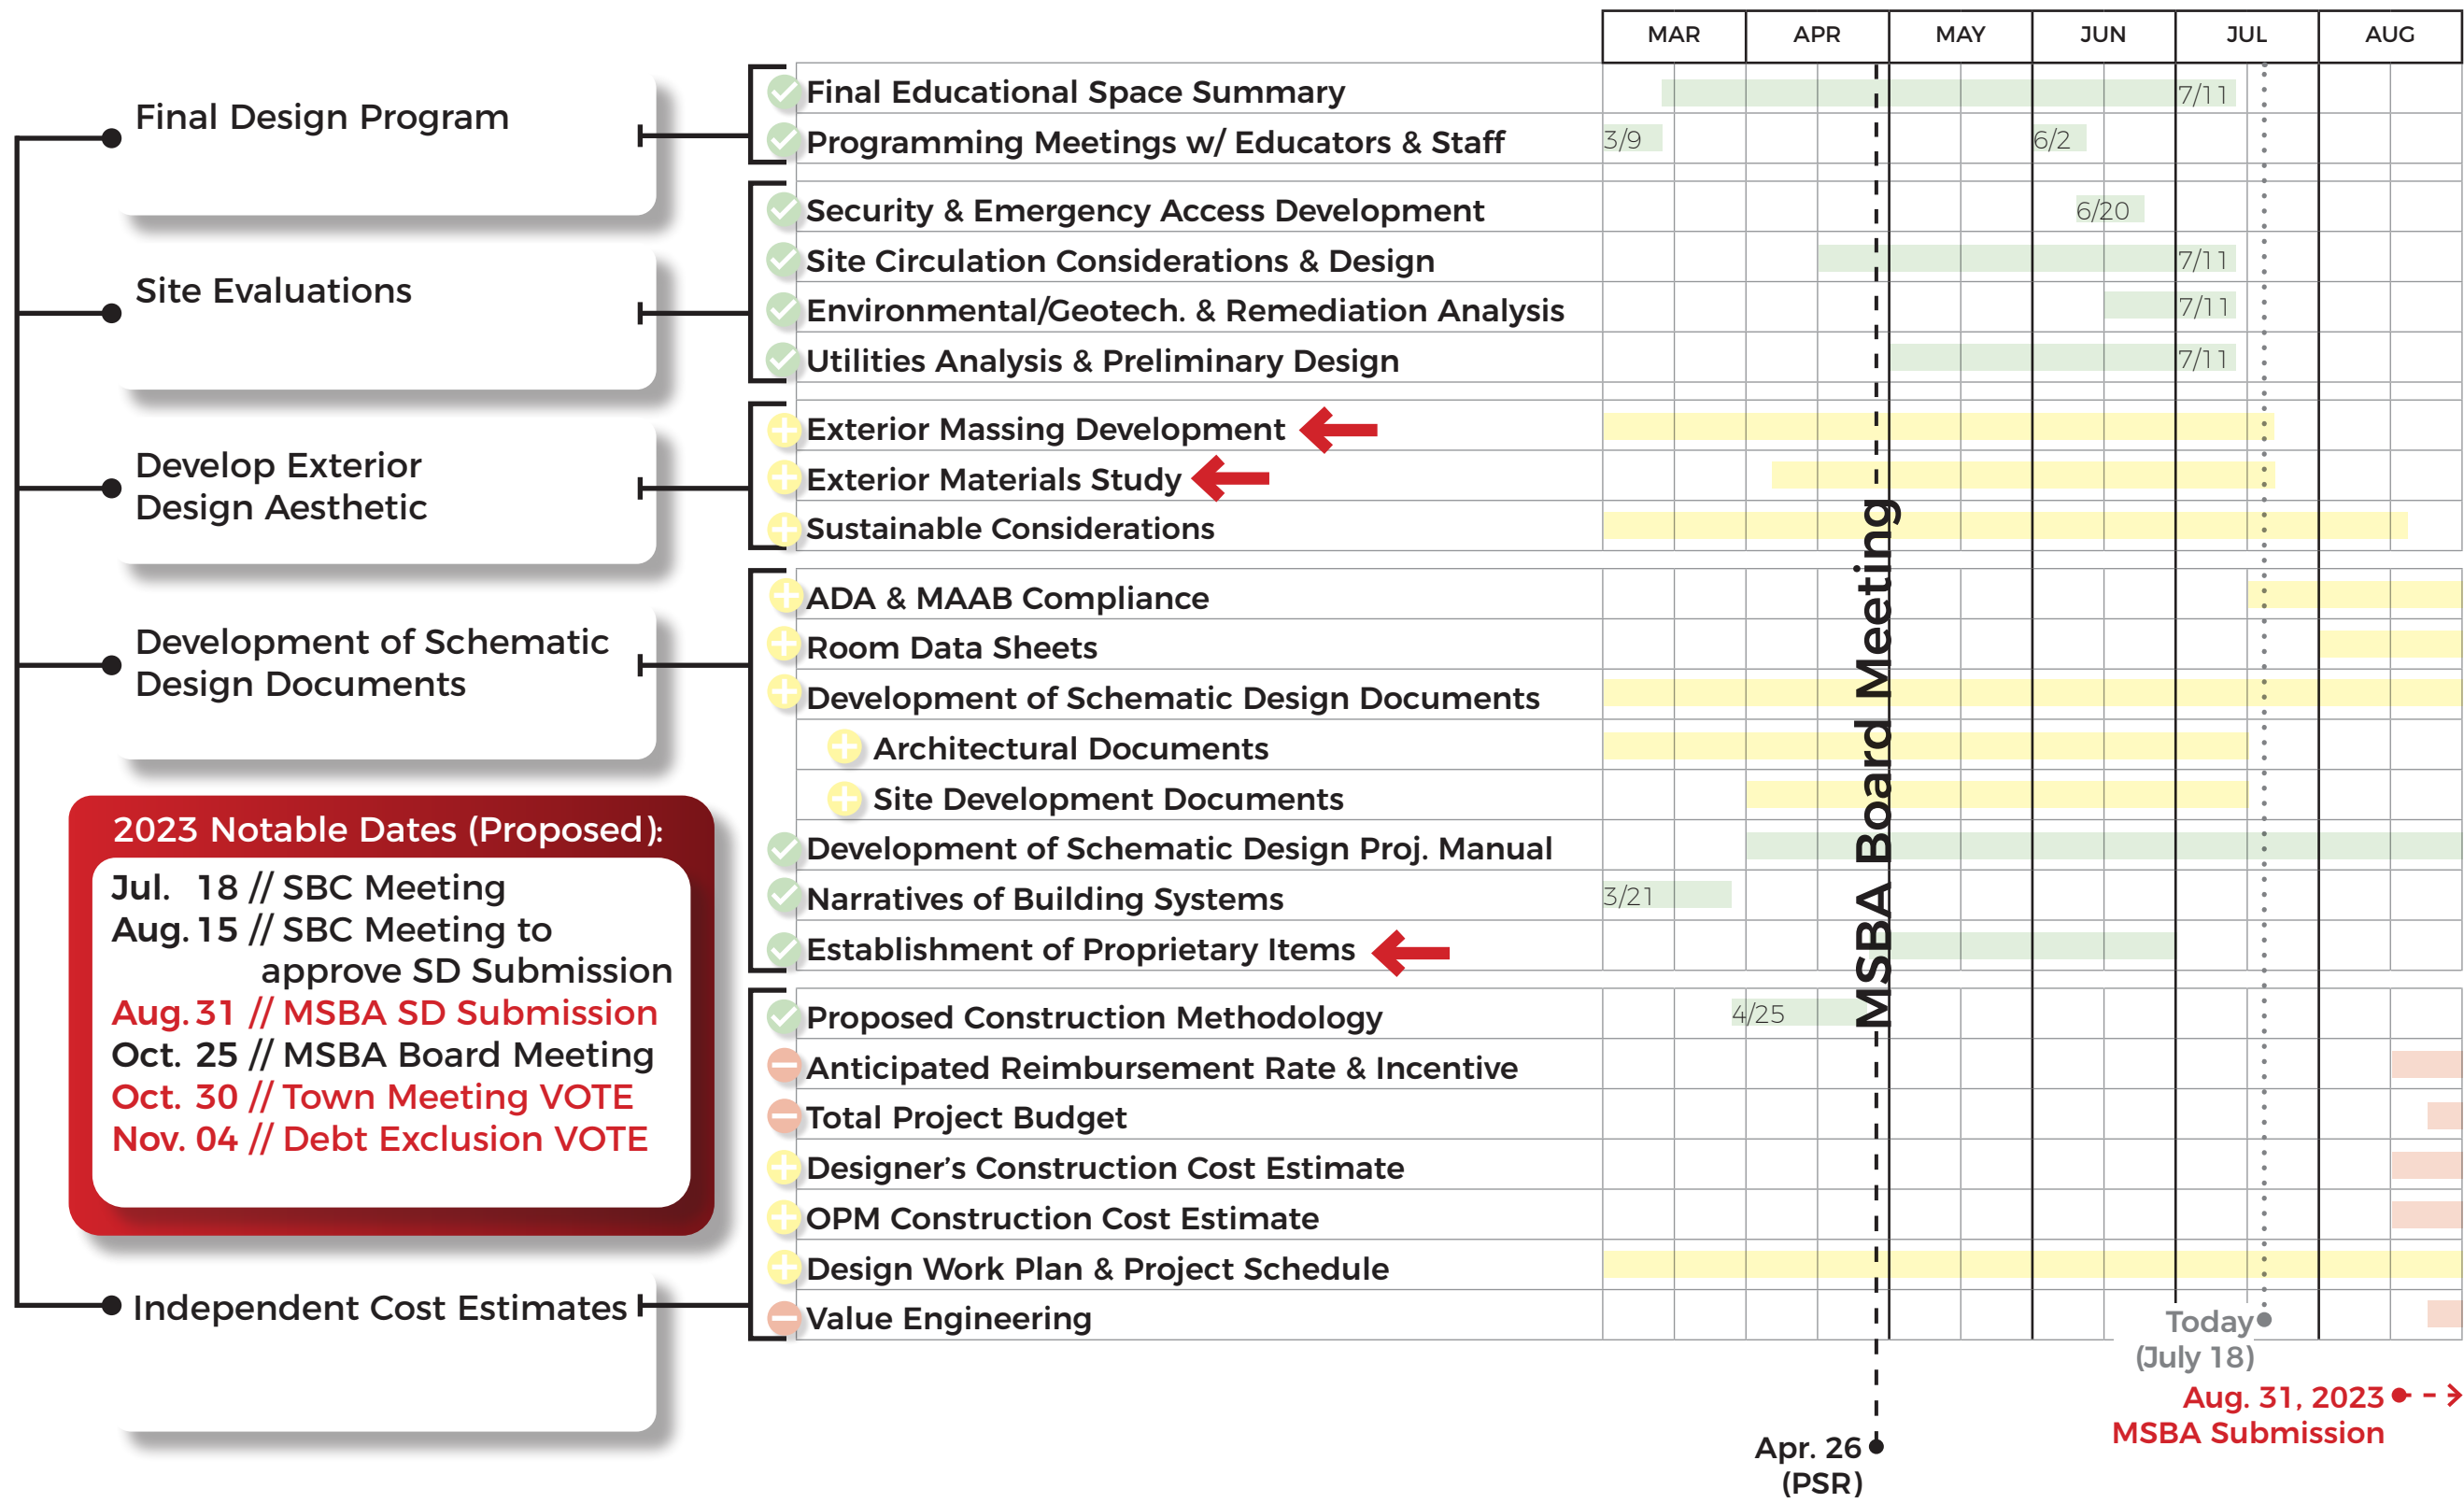 MAR APR MAY JUN JUL AUG
Final Design Program
Final Educational Space Summary 7/11
Programming Meetings w/ Educators & Staff 3/9 6/2
Site Evaluations
Security & Emergency Access Development 6/20
Site Circulation Considerations & Design 7/11
Environmental/Geotech. & Remediation Analysis 7/11
Utilities Analysis & Preliminary Design 7/11
Develop Exterior
Design Aesthetic
Exterior Massing Development
Exterior Materials Study
Sustainable Considerations
Development of Schematic
Design Documents
ADA & MAAB Compliance
Room Data Sheets
Development of Schematic Design Documents
Architectural Documents
Site Development Documents
Development of Schematic Design Proj. Manual
Narratives of Building Systems 3/21
Establishment of Proprietary Items
MSBA Board Meeting
2023 Notable Dates (Proposed):
Jul. 18 // SBC Meeting
Aug. 15 // SBC Meeting to
approve SD Submission
Aug. 31 // MSBA SD Submission
Oct. 25 // MSBA Board Meeting
Oct. 30 // Town Meeting VOTE
Nov. 04 // Debt Exclusion VOTE
Independent Cost Estimates
Proposed Construction Methodology 4/25
Anticipated Reimbursement Rate & Incentive
Total Project Budget
Designer’s Construction Cost Estimate
OPM Construction Cost Estimate
Design Work Plan & Project Schedule
Value Engineering
Today
(July 18)
Aug. 31, 2023
MSBA Submission
Apr. 26
(PSR)